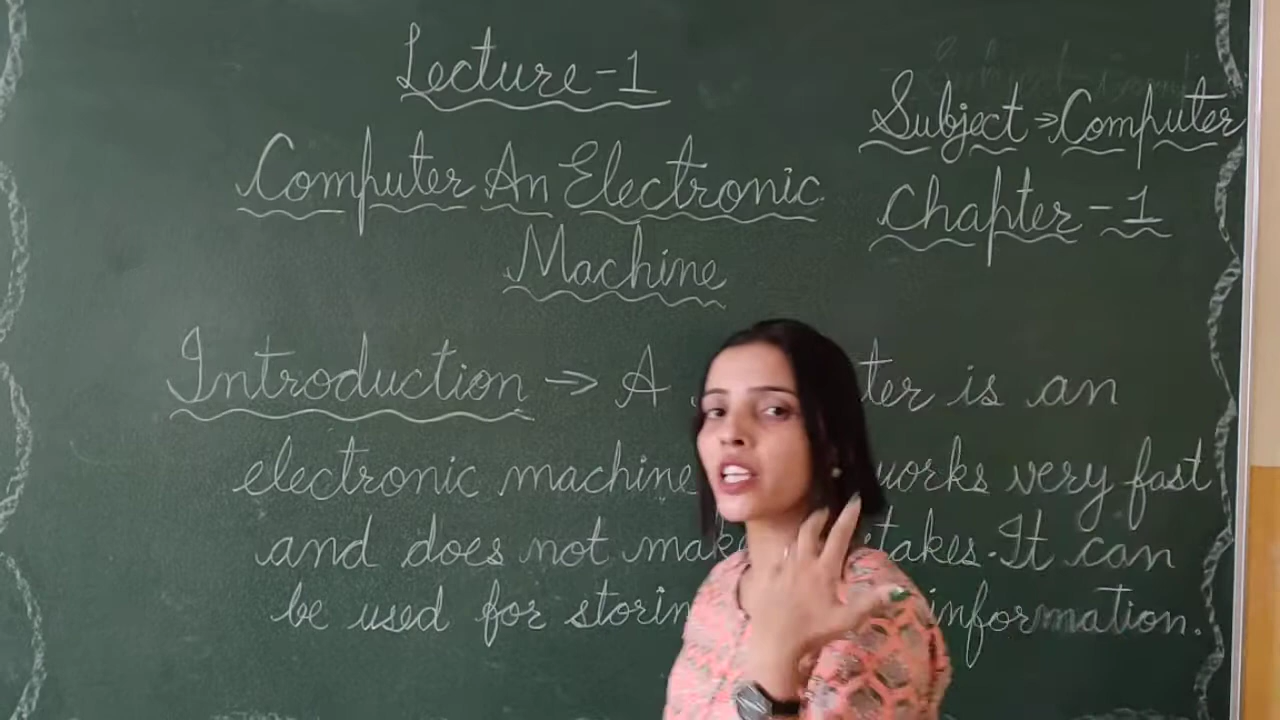 Lecture-1
Subject → Computer
Computer An Electronic
Chapter-1
Machine
Introduction → A ter is an
electronic machine works very fast
and does not mak takes. It can
be used for storin information.